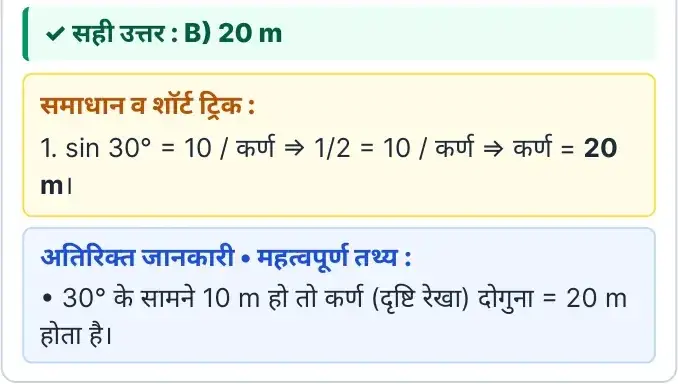 ✓ सही उत्तर : B) 20 m
समाधान व शॉर्ट ट्रिक :
1. sin 30° = 10 / कर्ण ⇒ 1/2 = 10 / कर्ण ⇒ कर्ण = 20
m।
अतिरिक्त जानकारी • महत्वपूर्ण तथ्य :
• 30° के सामने 10 m हो तो कर्ण (दृष्टि रेखा) दोगुना = 20 m
होता है।